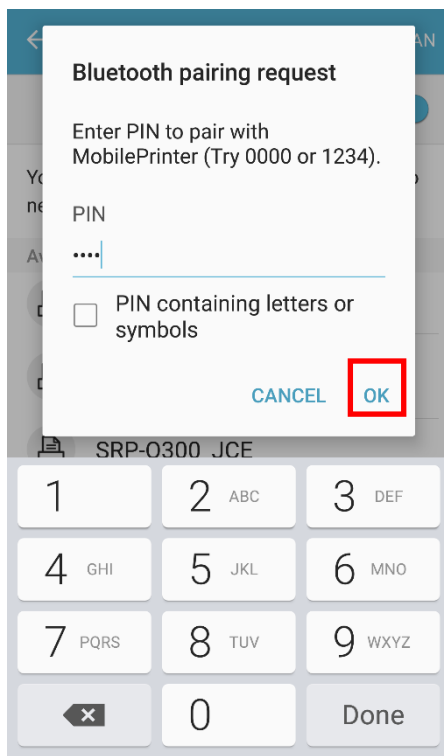 AN
Bluetooth pairing request
Enter PIN to pair with
MobilePrinter (Try 0000 or 1234).
PIN
••••
PIN containing letters or
symbols
CANCEL OK
SRP-Q300_JCE
1 2 ABC 3 DEF
4 GHI 5 JKL 6 MNO
7 PQRS 8 TUV 9 WXYZ
0 Done